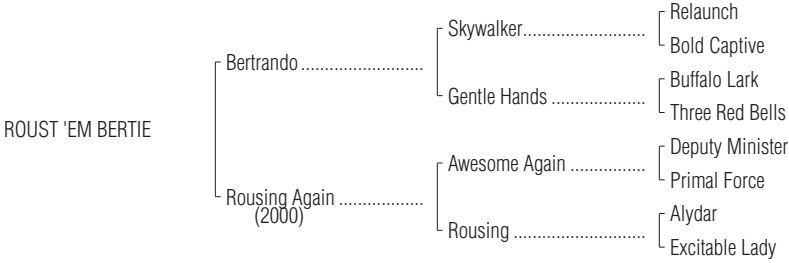 Relaunch
Skywalker..........................
Bold Captive
Bertrando ..........................
Buffalo Lark
Gentle Hands ....................
Three Red Bells
ROUST 'EM BERTIE
Deputy Minister
Awesome Again ................
Primal Force
Rousing Again ..................
(2000)
Alydar
Rousing ............................
Excitable Lady